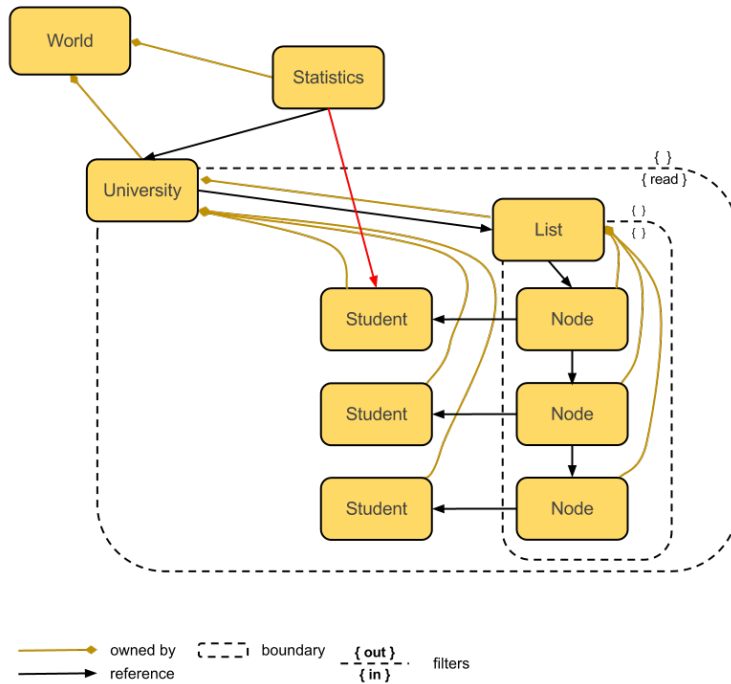 World
Statistics
{ }
{ read }
University
{ }
{ }
List
Student
Node
Student
Node
Student
Node
owned by
boundary
{ out }
filters
reference
{ in }